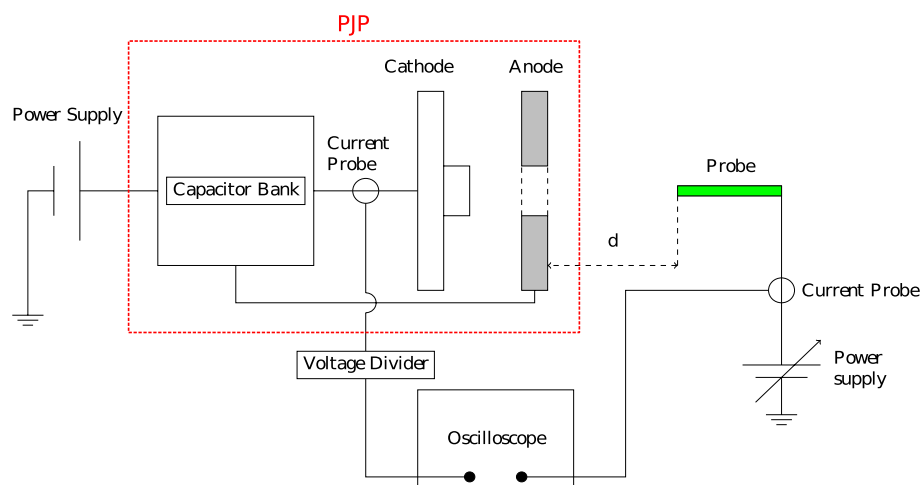 PJP
Cathode
Anode
Power Supply
Current
Probe
Capacitor Bank
Probe
d
Current Probe
Voltage Divider
Power
supply
Oscilloscope